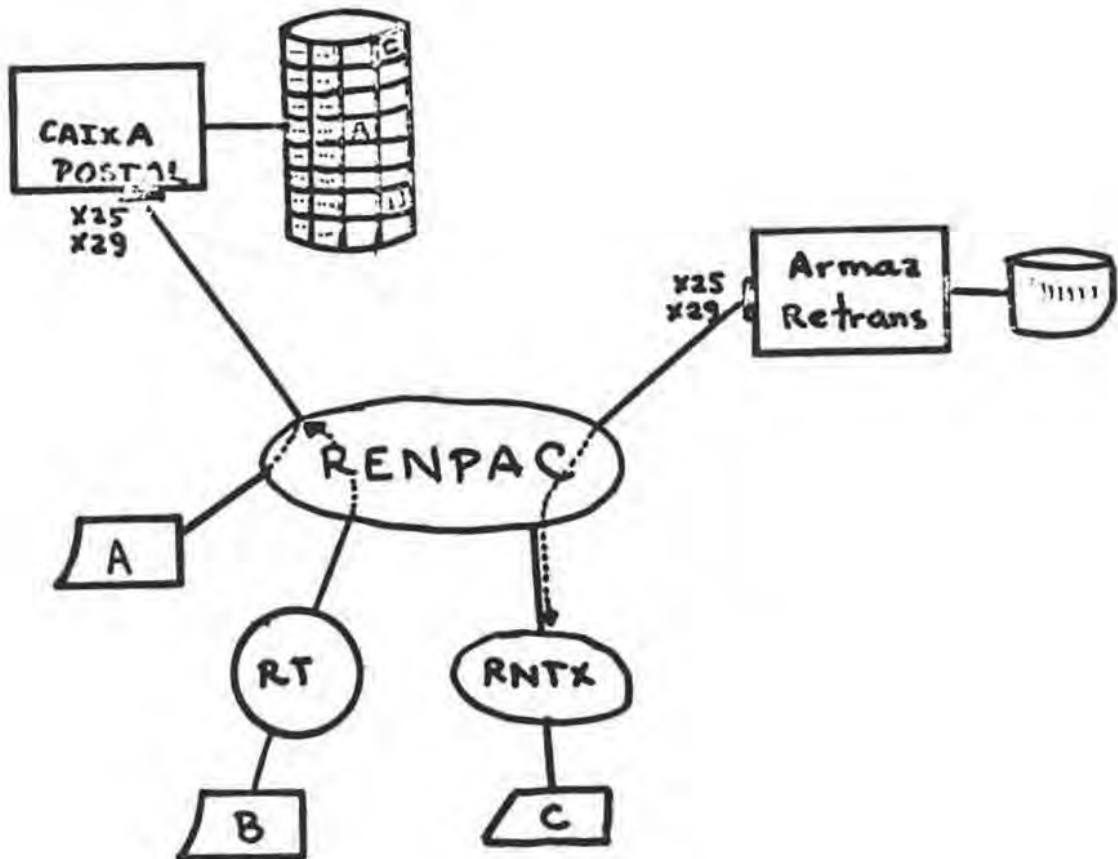 CAIXA
POSTAL
X25
X29
C
A
X25
X29
Armaz
Retrans
RENPAC
A
RT
RNTX
B
C